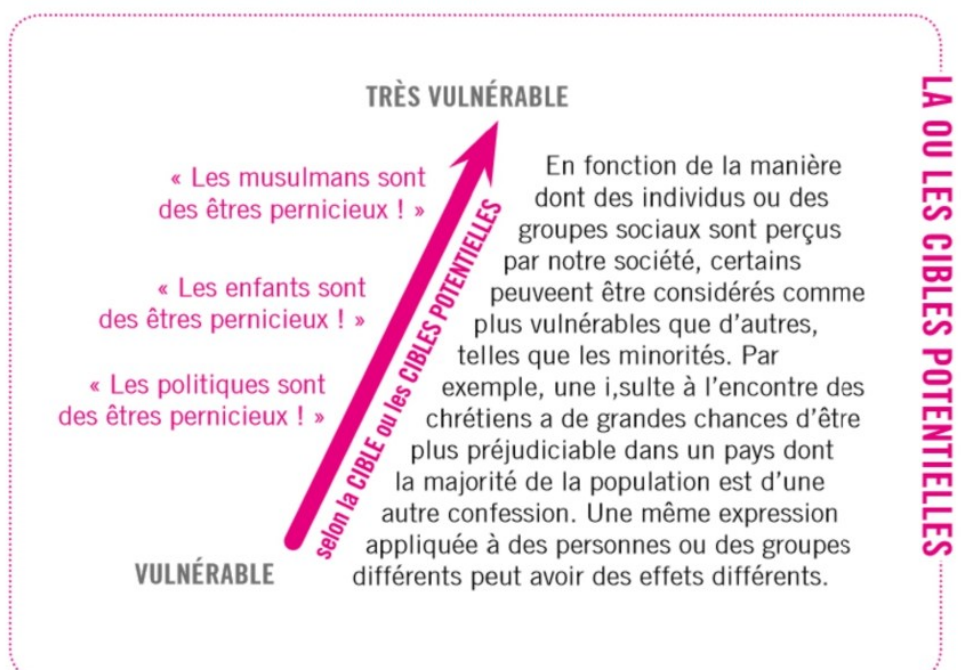 TRÈS VULNÉRABLE
« Les musulmans sont
des êtres pernicieux ! »
« Les enfants sont
des êtres pernicieux ! »
« Les politiques sont
des êtres pernicieux ! »
VULNÉRABLE
selon la CIBLE ou les CIBLES POTENTIELLES
En fonction de la manière
dont des individus ou des
groupes sociaux sont perçus
par notre société, certains
peuveent être considérés comme
plus vulnérables que d'autres,
telles que les minorités. Par
exemple, une i,sulte à l'encontre des
chrétiens a de grandes chances d'être
plus préjudiciable dans un pays dont
la majorité de la population est d'une
autre confession. Une même expression
appliquée à des personnes ou des groupes
différents peut avoir des effets différents.
LA OU LES CIBLES POTENTIELLES